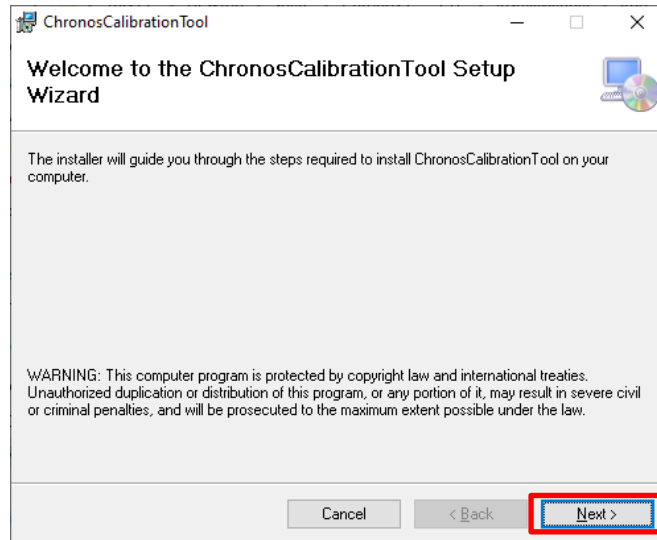 ChronosCalibrationTool
Welcome to the ChronosCalibrationTool Setup
Wizard
The installer will guide you through the steps required to install ChronosCalibrationTool on your
computer.
WARNING: This computer program is protected by copyright law and international treaties.
Unauthorized duplication or distribution of this program, or any portion of it, may result in severe civil
or criminal penalties, and will be prosecuted to the maximum extent possible under the law.
Cancel
< Back
Next >